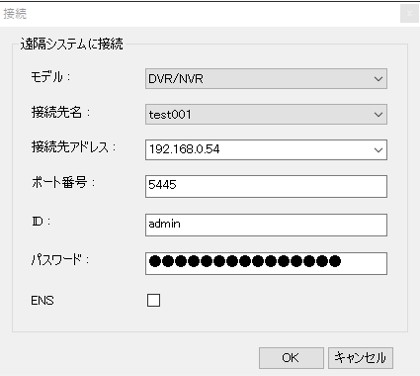 接続
遠隔システムに接続
モデル： DVR/NVR
接続先名： test001
接続先アドレス： 192.168.0.54
ポート番号： 5445
ID： admin
パスワード： ●●●●●●●●●●●●●●●
ENS
OK キャンセル